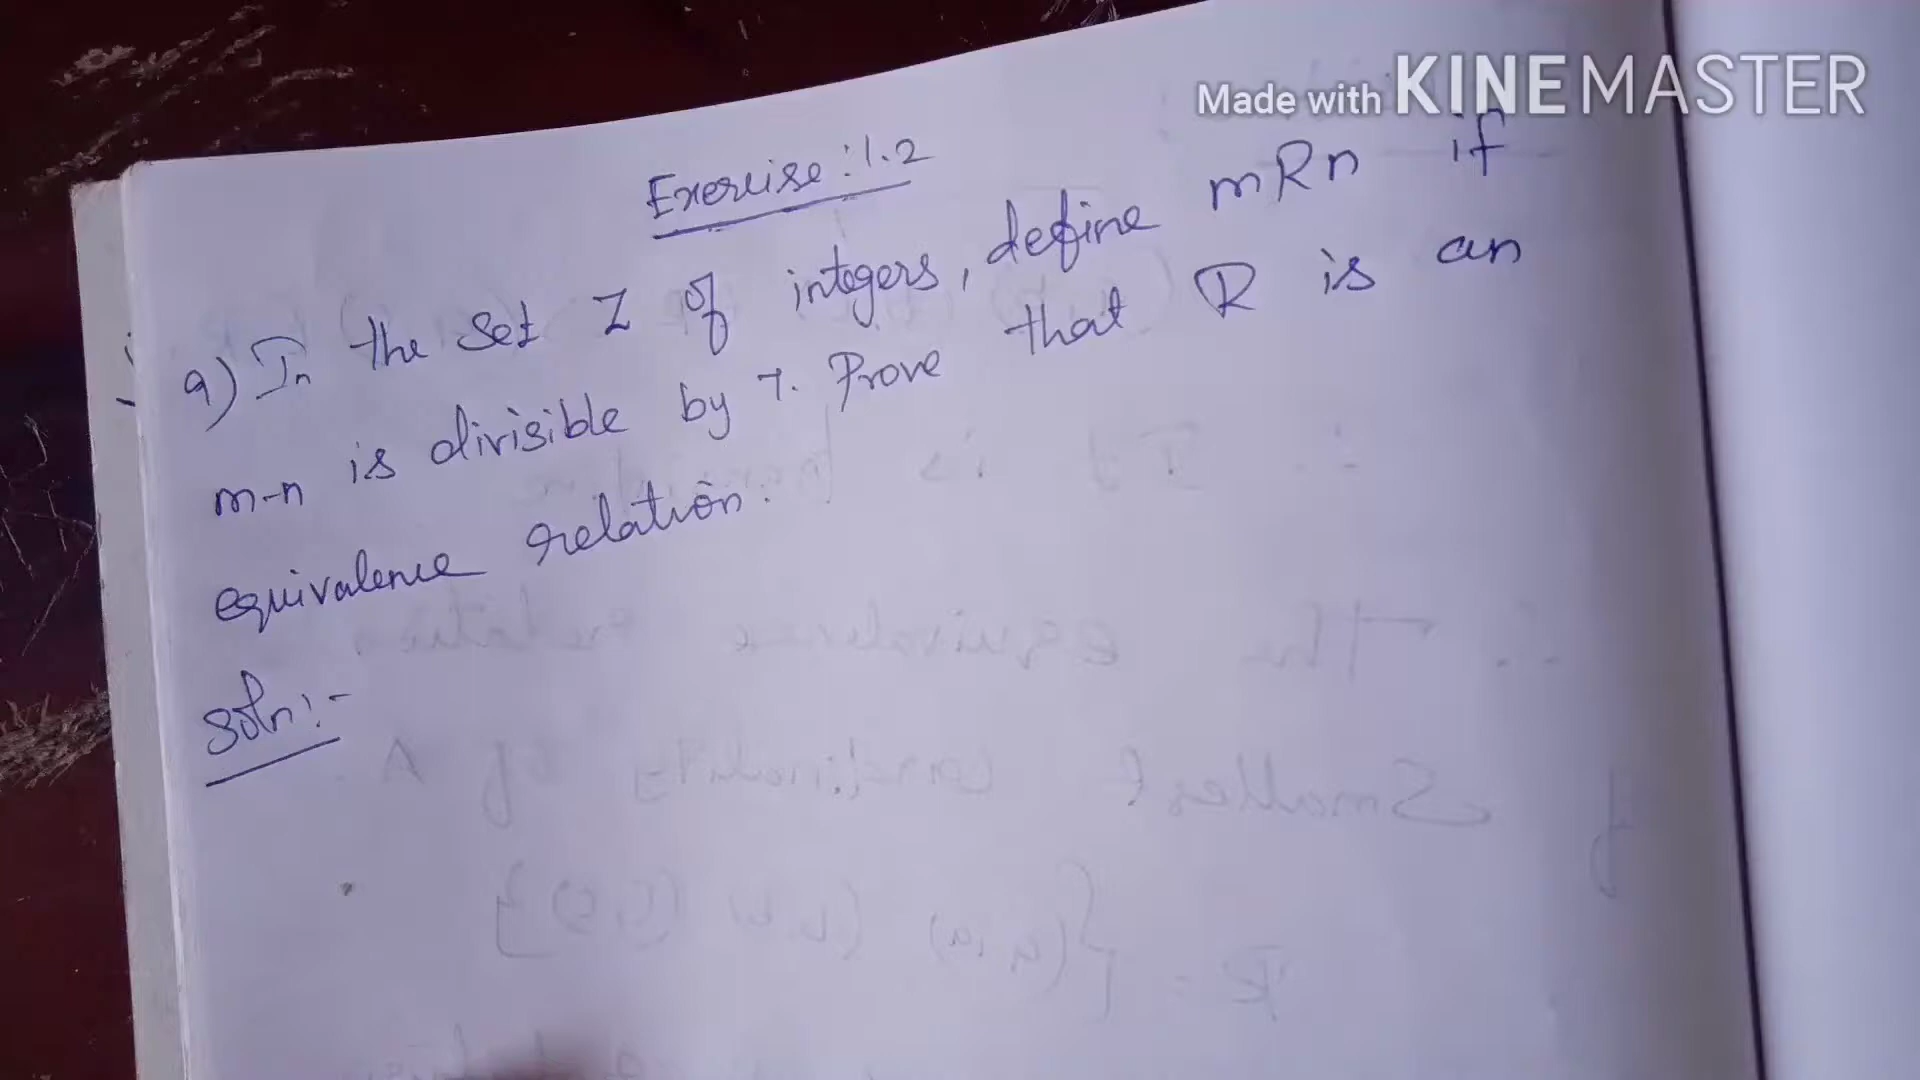 Made with KINEMASTER
Exercise : 1.2
9) In the set Z of integers, define mRn if
m-n is divisible by 7. Prove that R is an
equivalence relation.
Soln:-